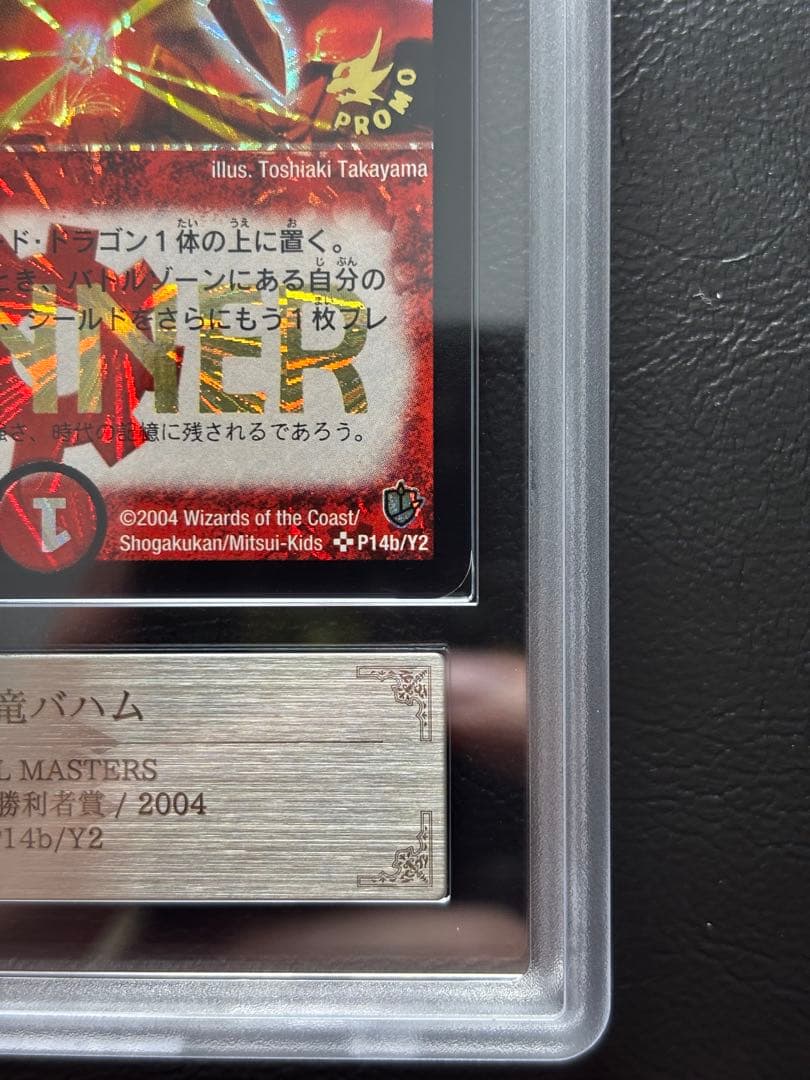 PROMO
illus. Toshiaki Takayama
ード・ドラゴン1体の上に置く。
とき、バトルゾーンにある自分の
、シールドをさらにもう1枚ブレ
NNER
強さ、時代の記憶に残されるであろう。
1
©2004 Wizards of the Coast/
Shogakukan/Mitsui-Kids P14b/Y2
竜バハム
L MASTERS
勝利者賞 / 2004
P14b/Y2